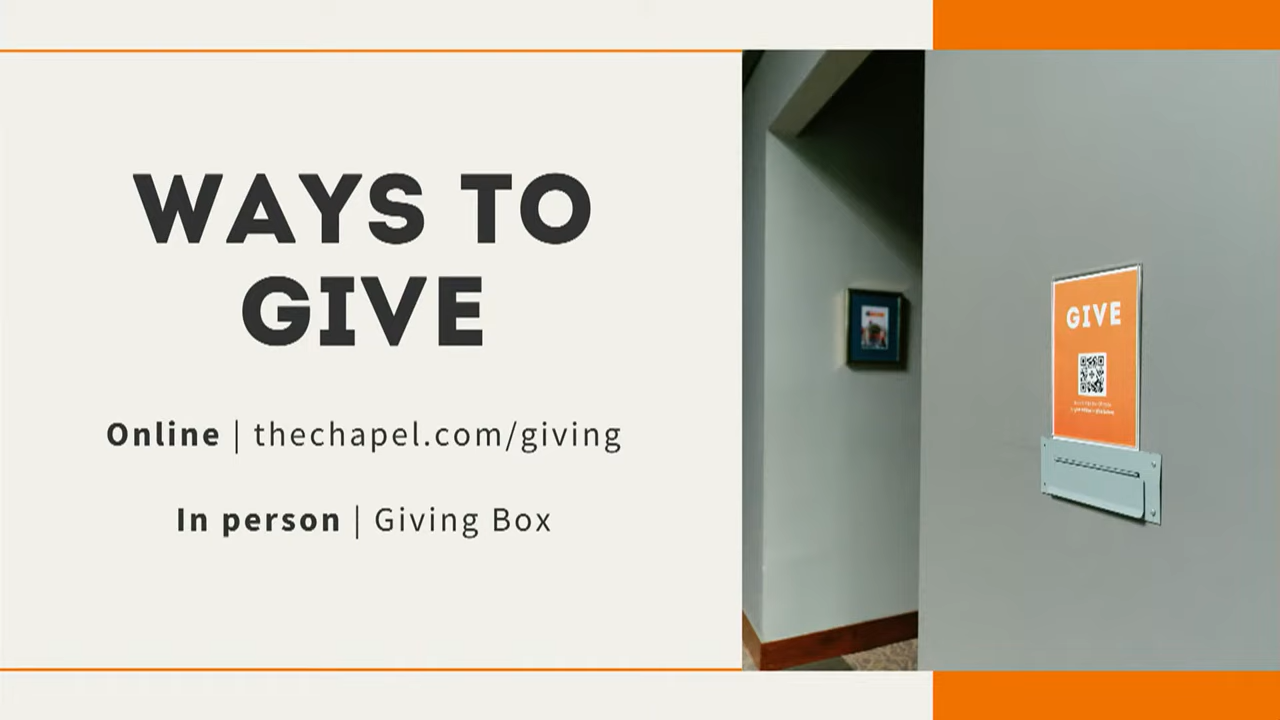 WAYS TO
GIVE
Online | thechapel.com/giving
In person | Giving Box
GIVE